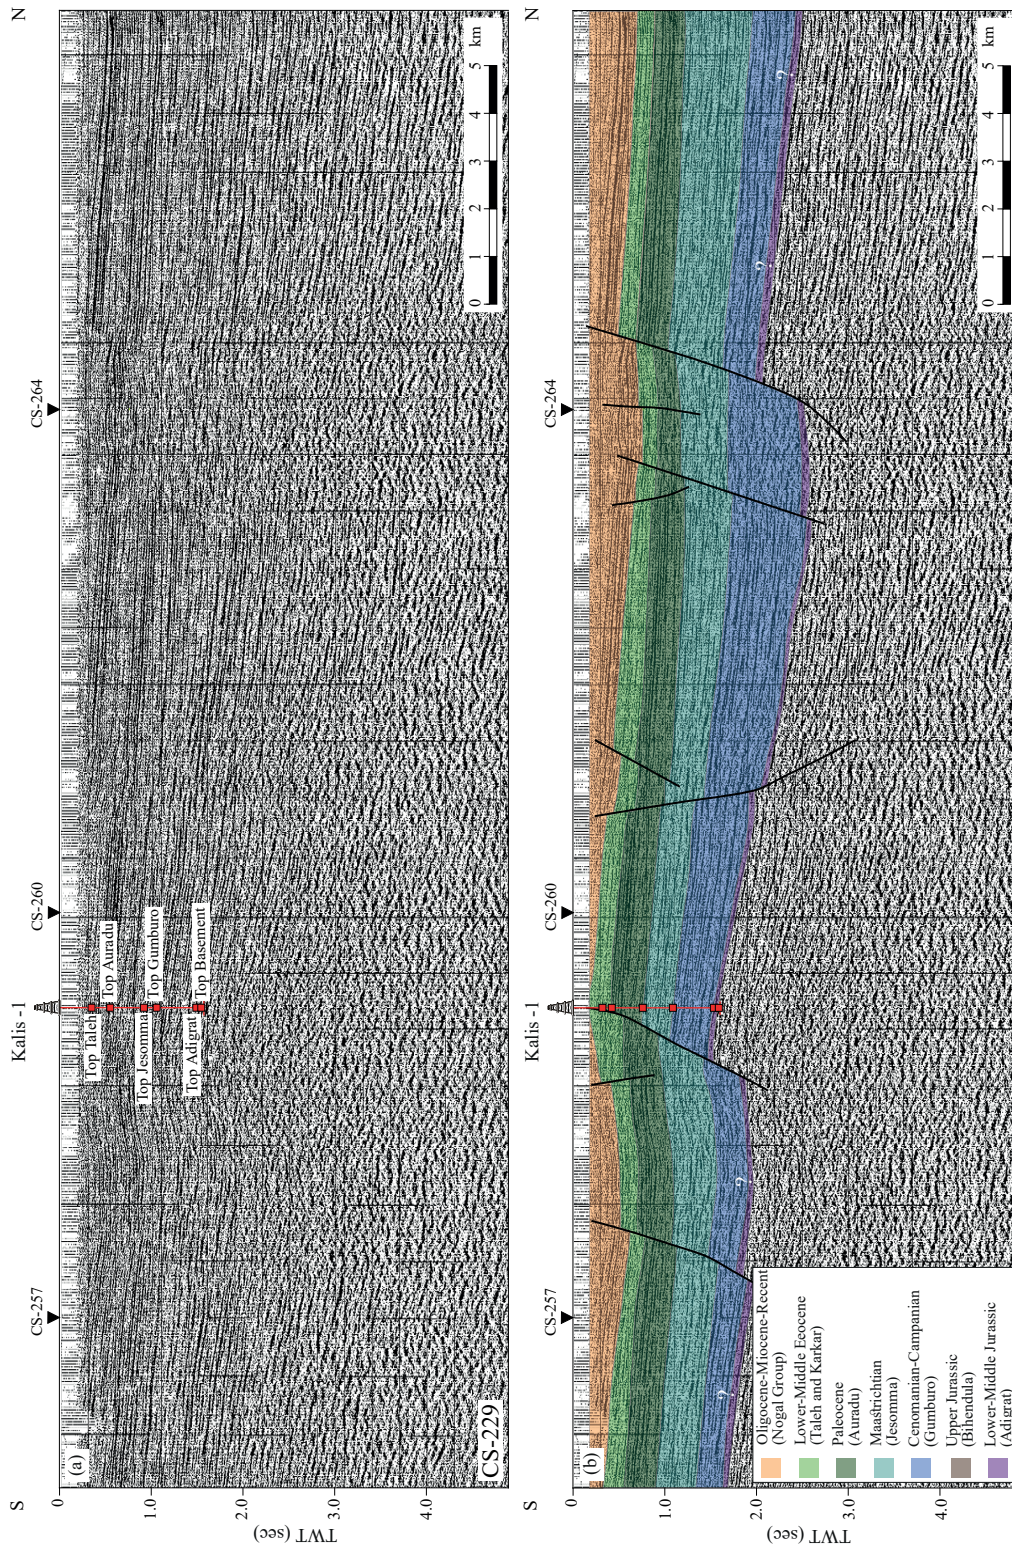 S
N
CS-257
Kalis -1
CS-260
CS-264
(a)
0
1.0
2.0
3.0
4.0
TWT (sec)
Top Taleh
Top Auradu
Top Jesomma
Top Gumburo
Top Adigrat
Top Basement
CS-229
0 1 2 3 4 5 km
S
N
CS-257
Kalis -1
CS-260
CS-264
(b)
0
1.0
2.0
3.0
4.0
TWT (sec)
?
?
?
?
Oligocene-Miocene-Recent
(Nogal Group)
Lower-Middle Eeocene
(Taleh and Karkar)
Paleocene
(Auradu)
Maastrichtian
(Jesomma)
Cenomanian-Campanian
(Gumburo)
Upper Jurassic
(Bihendula)
Lower-Middle Jurassic
(Adigrat)
0 1 2 3 4 5 km